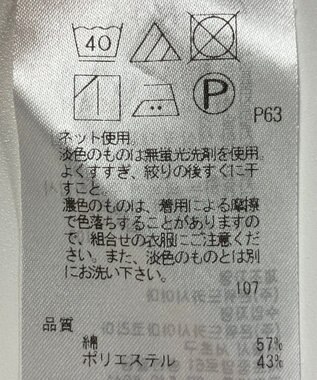 40
P
P63
ネット使用
淡色のものは無蛍光洗剤を使用
よくすすぎ、絞りの後すぐに干
すこと。
濃色のものは、着用による摩擦
で色落ちすることがありますの
で、組合せの衣服にご注意くだ
さい。また、淡色のものとは別
にお洗い下さい。
107
品質
綿 57%
ポリエステル 43%